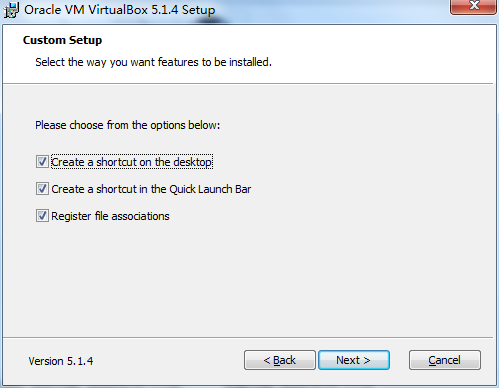 Oracle VM VirtualBox 5.1.4 Setup
Custom Setup
Select the way you want features to be installed.
Please choose from the options below:
Create a shortcut on the desktop
Create a shortcut in the Quick Launch Bar
Register file associations
Version 5.1.4
< Back
Next >
Cancel